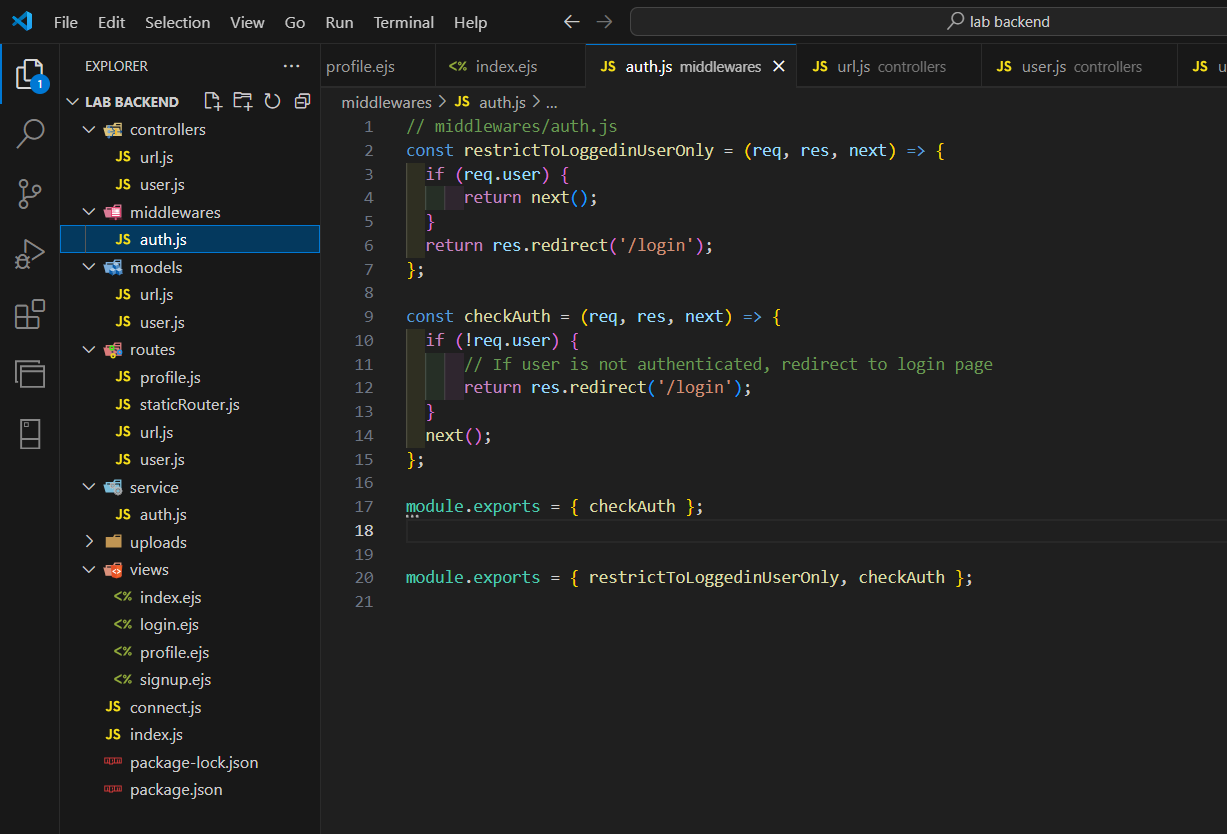 File Edit Selection View Go Run Terminal Help
lab backend
1
EXPLORER
LAB BACKEND
controllers
JS url.js
JS user.js
middlewares
JS auth.js
models
JS url.js
JS user.js
routes
JS profile.js
JS staticRouter.js
JS url.js
JS user.js
service
JS auth.js
uploads
views
<% index.ejs
<% login.ejs
<% profile.ejs
<% signup.ejs
JS connect.js
JS index.js
package-lock.json
package.json
profile.ejs <% index.ejs JS auth.js middlewares JS url.js controllers JS user.js controllers JS u
middlewares > JS auth.js > ...
1 // middlewares/auth.js
2 const restrictToLoggedinUserOnly = (req, res, next) => {
3 if (req.user) {
4 return next();
5 }
6 return res.redirect('/login');
7 };
8
9 const checkAuth = (req, res, next) => {
10 if (!req.user) {
11 // If user is not authenticated, redirect to login page
12 return res.redirect('/login');
13 }
14 next();
15 };
16
17 module.exports = { checkAuth };
18
19
20 module.exports = { restrictToLoggedinUserOnly, checkAuth };
21